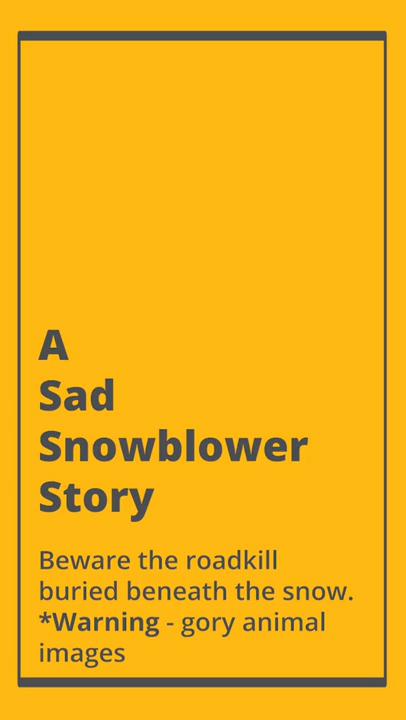 A
Sad
Snowblower
Story
Beware the roadkill
buried beneath the snow.
*Warning - gory animal
images